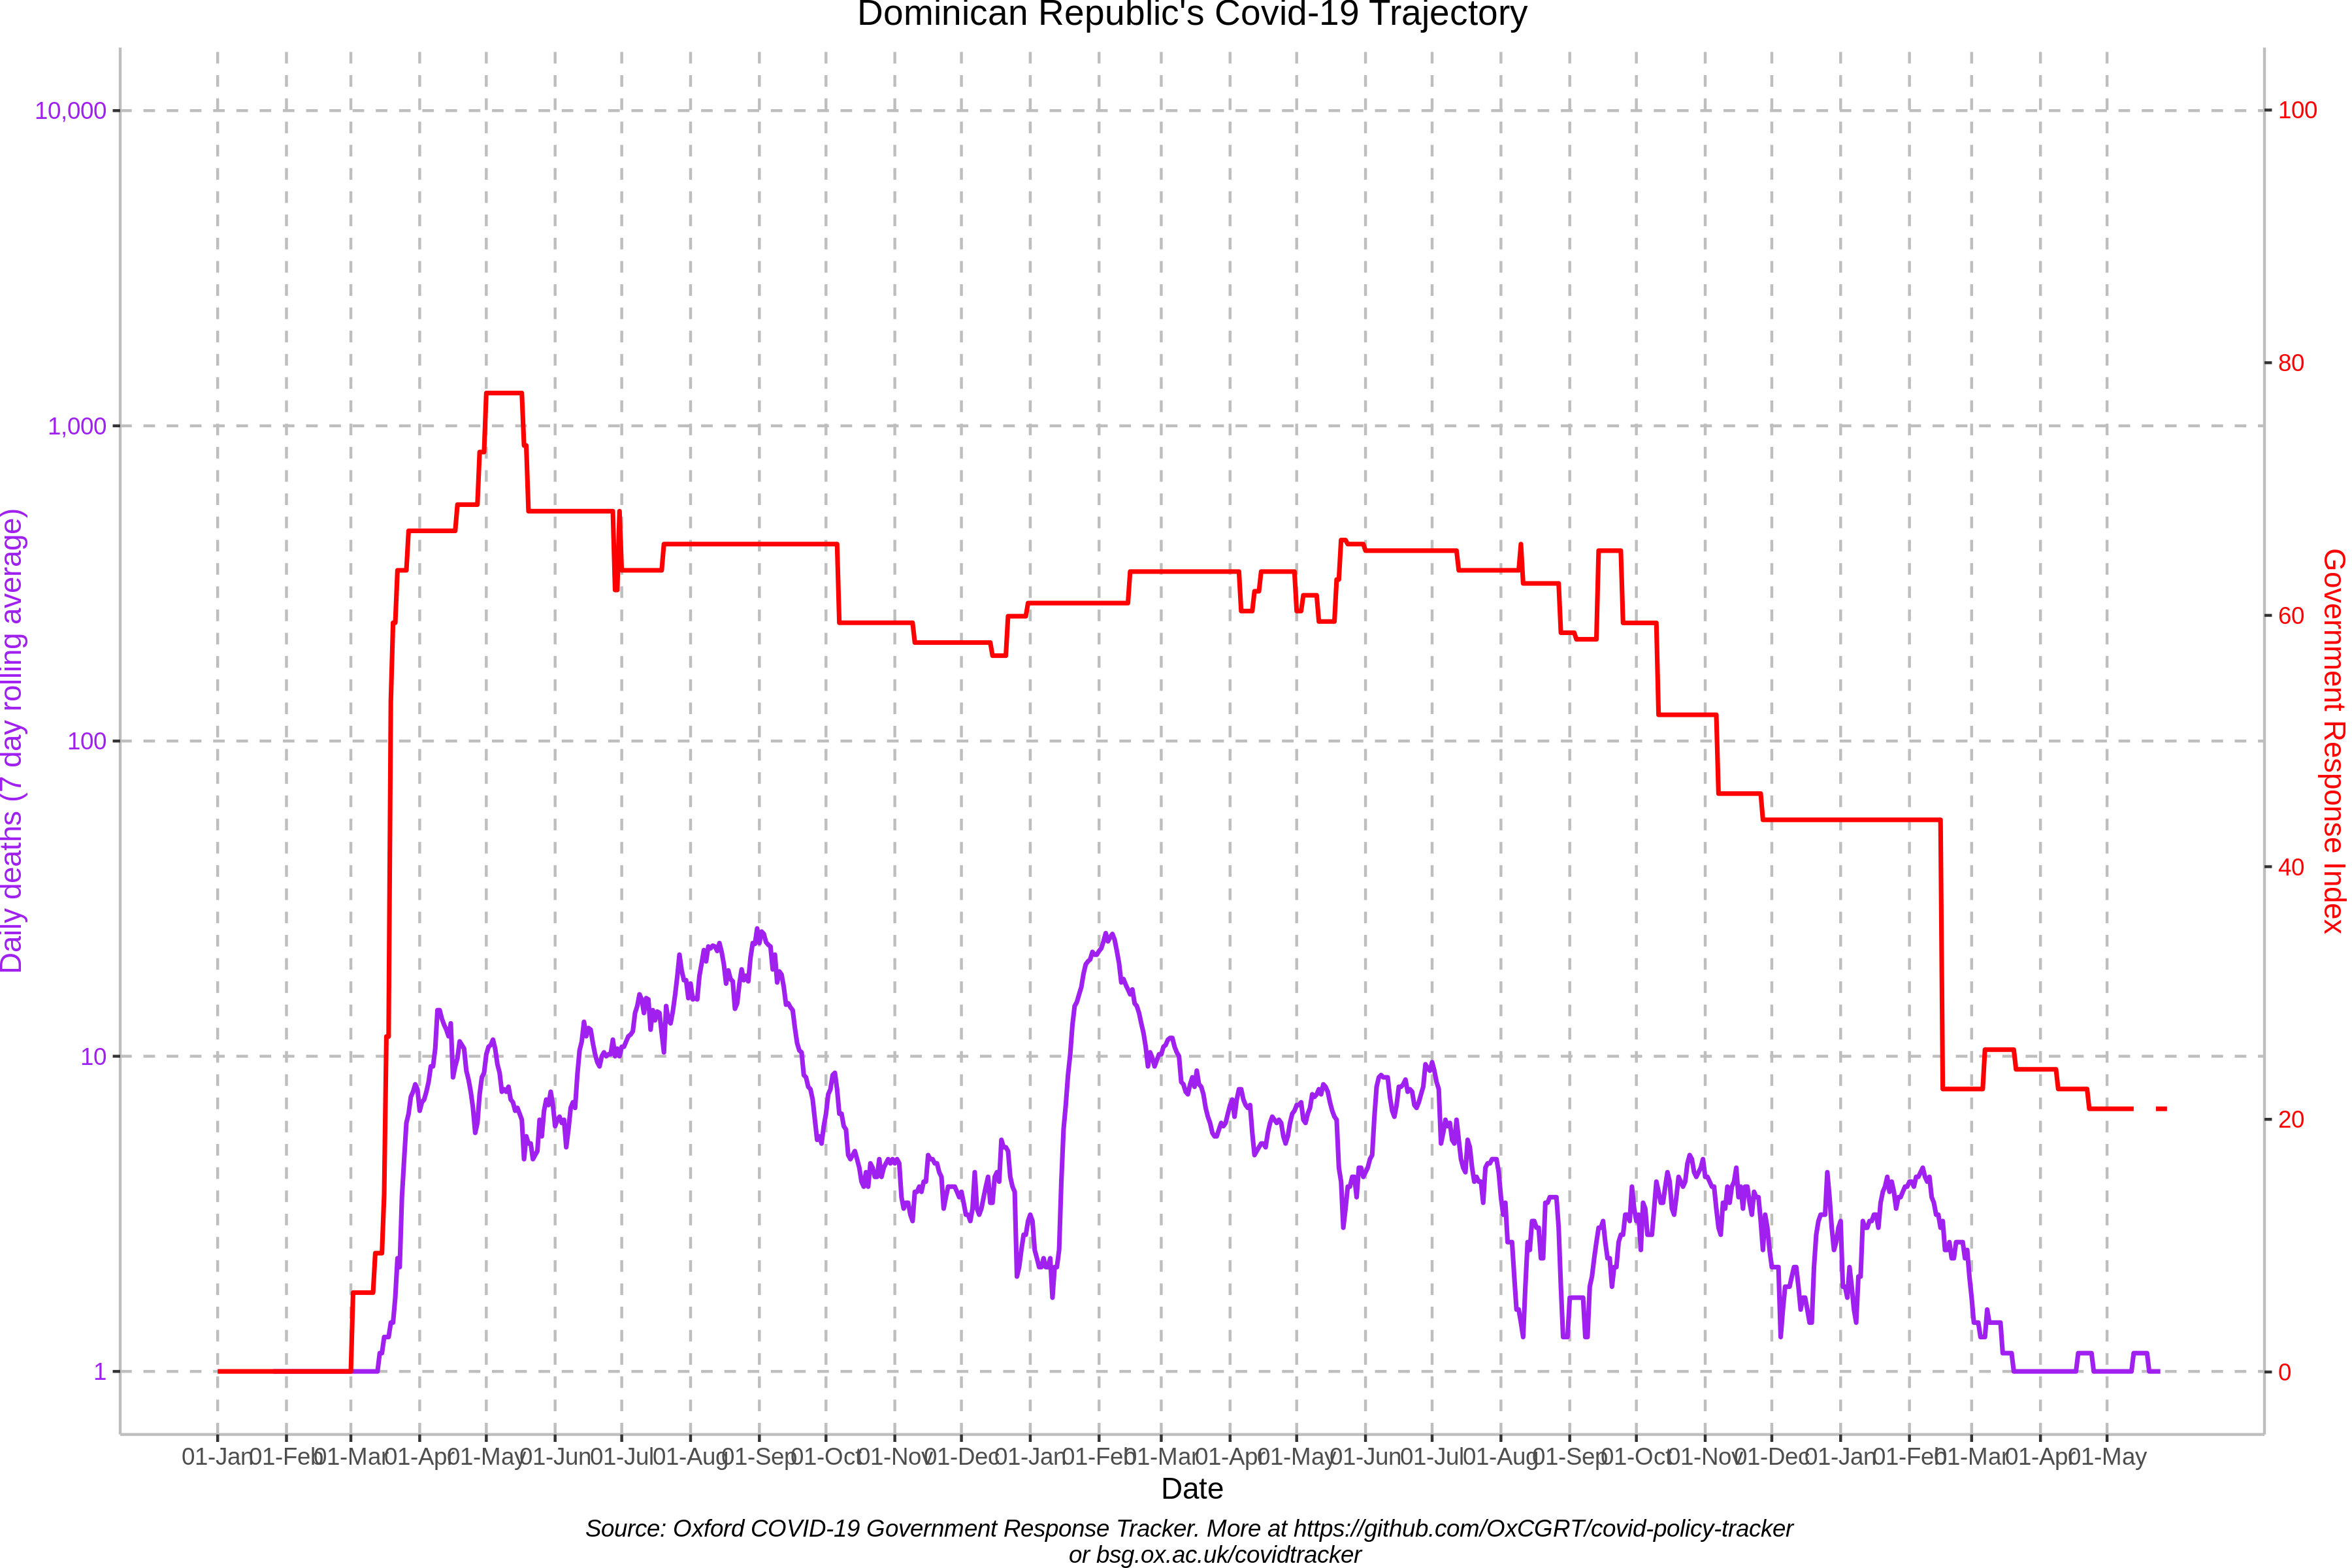 Dominican Republic's Covid-19 Trajectory
10,000
1,000
100
10
1
Daily deaths (7 day rolling average)
100
80
60
40
20
0
Government Response Index
01-Jan 01-Feb 01-Mar 01-Apr 01-May 01-Jun 01-Jul 01-Aug 01-Sep 01-Oct 01-Nov 01-Dec 01-Jan 01-Feb 01-Mar 01-Apr 01-May 01-Jun 01-Jul 01-Aug 01-Sep 01-Oct 01-Nov 01-Dec 01-Jan 01-Feb 01-Mar 01-Apr 01-May
Date
Source: Oxford COVID-19 Government Response Tracker. More at https://github.com/OxCGRT/covid-policy-tracker
or bsg.ox.ac.uk/covidtracker